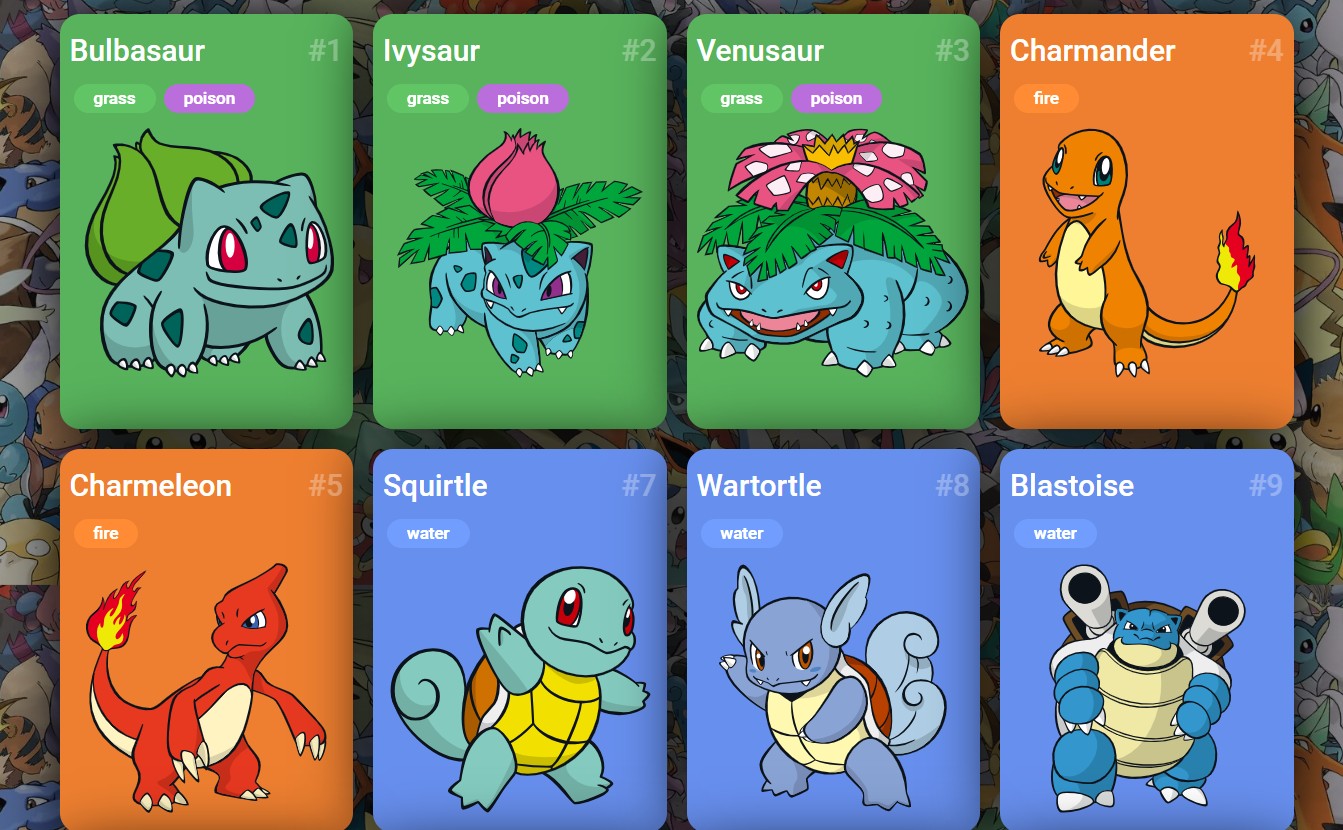 Bulbasaur #1
grass poison
Ivysaur #2
grass poison
Venusaur #3
grass poison
Charmander #4
fire
Charmeleon #5
fire
Squirtle #7
water
Wartortle #8
water
Blastoise #9
water